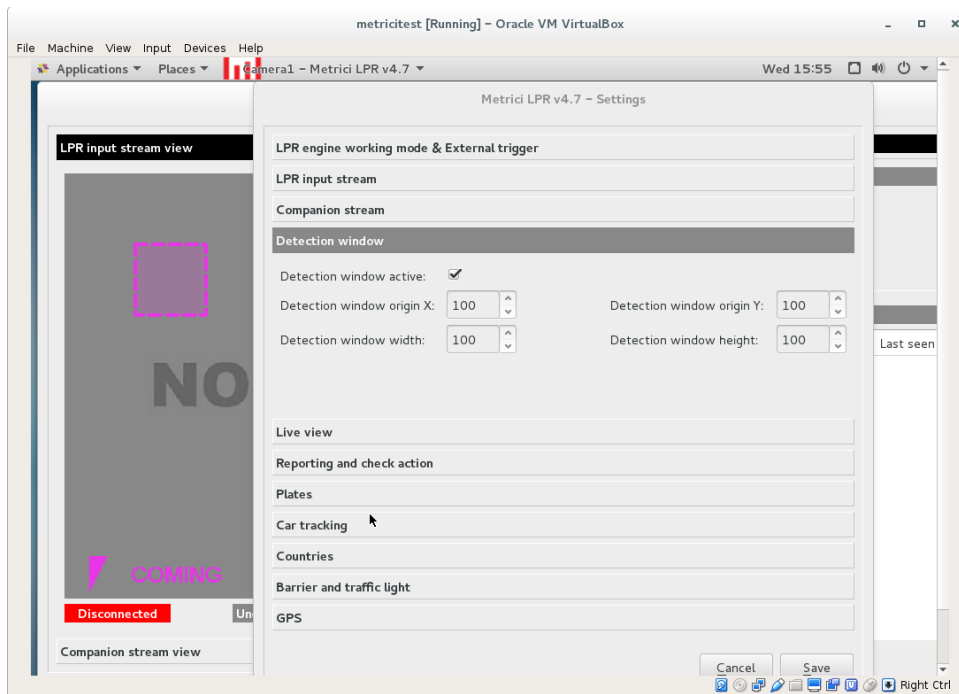 metricitest [Running] – Oracle VM VirtualBox
File Machine View Input Devices Help
Applications Places Camera1 – Metrici LPR v4.7 Wed 15:55
Metrici LPR v4.7 – Settings
LPR input stream view
LPR engine working mode & External trigger
LPR input stream
Companion stream
Detection window
Detection window active:
Detection window origin X: 100 Detection window origin Y: 100
Detection window width: 100 Detection window height: 100
Last seen
NO
Live view
Reporting and check action
Plates
Car tracking
Countries
COMING
Barrier and traffic light
Disconnected
GPS
Companion stream view
Cancel Save
Right Ctrl